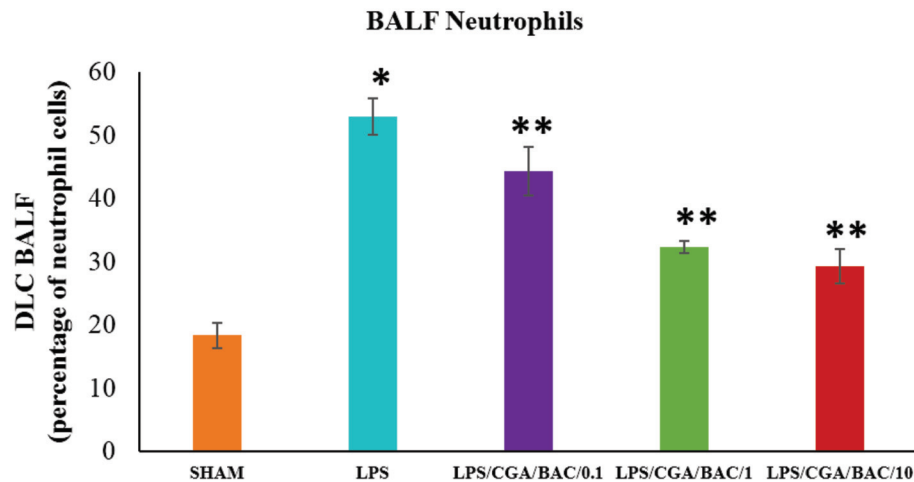 BALF Neutrophils
DLC BALF
(percentage of neutrophil cells)
60
50
40
30
20
10
0
*
**
**
**
SHAM
LPS
LPS/CGA/BAC/0.1
LPS/CGA/BAC/1
LPS/CGA/BAC/10